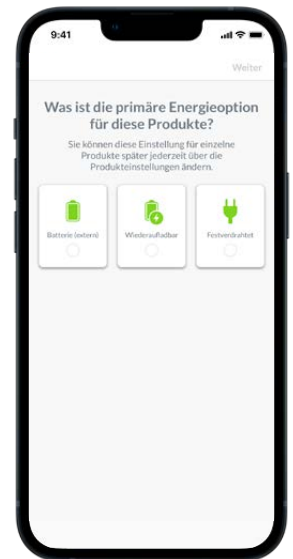 9:41
Weiter
Was ist die primäre Energieoption
für diese Produkte?
Sie können diese Einstellung für einzelne
Produkte später jederzeit über die
Produkteinstellungen ändern.
Batterie (extern)
Wiederaufladbar
Festverdrahtet